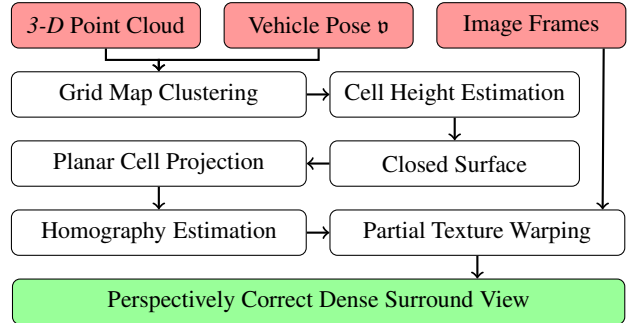 3-D Point Cloud
Vehicle Pose 𝔳
Image Frames
Grid Map Clustering
Cell Height Estimation
Planar Cell Projection
Closed Surface
Homography Estimation
Partial Texture Warping
Perspectively Correct Dense Surround View